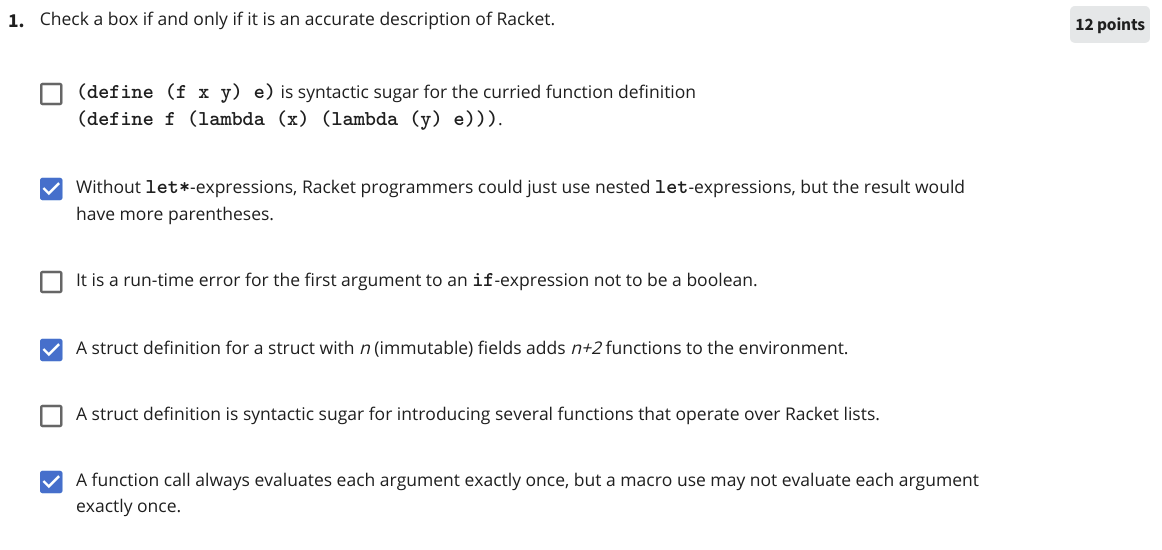 1. Check a box if and only if it is an accurate description of Racket.
12 points
(define (f x y) e) is syntactic sugar for the curried function definition
(define f (lambda (x) (lambda (y) e))).
Without let*-expressions, Racket programmers could just use nested let-expressions, but the result would
have more parentheses.
It is a run-time error for the first argument to an if-expression not to be a boolean.
A struct definition for a struct with n (immutable) fields adds n+2 functions to the environment.
A struct definition is syntactic sugar for introducing several functions that operate over Racket lists.
A function call always evaluates each argument exactly once, but a macro use may not evaluate each argument
exactly once.